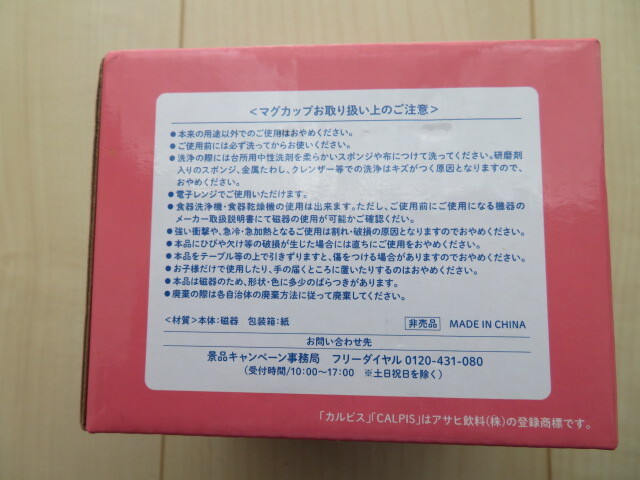 <マグカップお取り扱い上のご注意>
●本来の用途以外でのご使用はおやめください。
●ご使用前には必ず洗ってからお使いください。
●洗浄の際には台所用中性洗剤を柔らかいスポンジや布につけて洗ってください。研磨剤
入りのスポンジ、金属たわし、クレンザー等での洗浄はキズがつく原因となりますので、
おやめください。
●電子レンジでご使用いただけます。
●食器洗浄機・食器乾燥機の使用は出来ます。ただし、ご使用前にご使用になる機器の
メーカー取扱説明書にて磁器の使用が可能かご確認ください。
●強い衝撃や、急冷・急加熱となるご使用は割れ・破損の原因となりますのでおやめください。
●本品にひびや欠け等の破損が生じた場合には直ちにご使用をおやめください。
●本品をテーブル等の上で引きずりますと、傷をつける場合がありますのでおやめください。
●お子様だけで使用したり、手の届くところに置いたりするのはおやめください。
●本品は磁器のため、形状・色に多少のばらつきがあります。
●廃棄の際は各自治体の廃棄方法に従って廃棄してください。
<材質>本体:磁器 包装箱:紙 非売品 MADE IN CHINA
お問い合わせ先
景品キャンペーン事務局 フリーダイヤル 0120-431-080
(受付時間/10:00〜17:00 ※土日祝日を除く)
「カルピス」「CALPIS」はアサヒ飲料(株)の登録商標です。